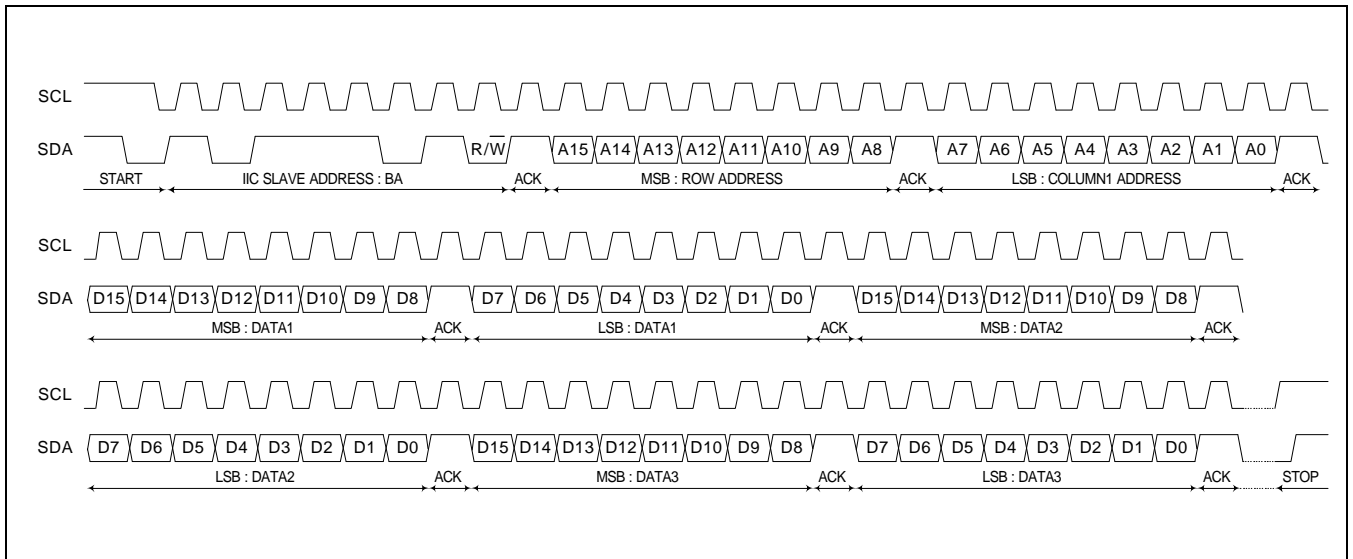 SCL
SDA R/W A15 A14 A13 A12 A11 A10 A9 A8 A7 A6 A5 A4 A3 A2 A1 A0
START IIC SLAVE ADDRESS : BA ACK MSB : ROW ADDRESS ACK LSB : COLUMN1 ADDRESS ACK
SCL
SDA D15 D14 D13 D12 D11 D10 D9 D8 D7 D6 D5 D4 D3 D2 D1 D0 D15 D14 D13 D12 D11 D10 D9 D8
MSB : DATA1 ACK LSB : DATA1 ACK MSB : DATA2 ACK
SCL
SDA D7 D6 D5 D4 D3 D2 D1 D0 D15 D14 D13 D12 D11 D10 D9 D8 D7 D6 D5 D4 D3 D2 D1 D0
LSB : DATA2 ACK MSB : DATA3 ACK LSB : DATA3 ACK STOP